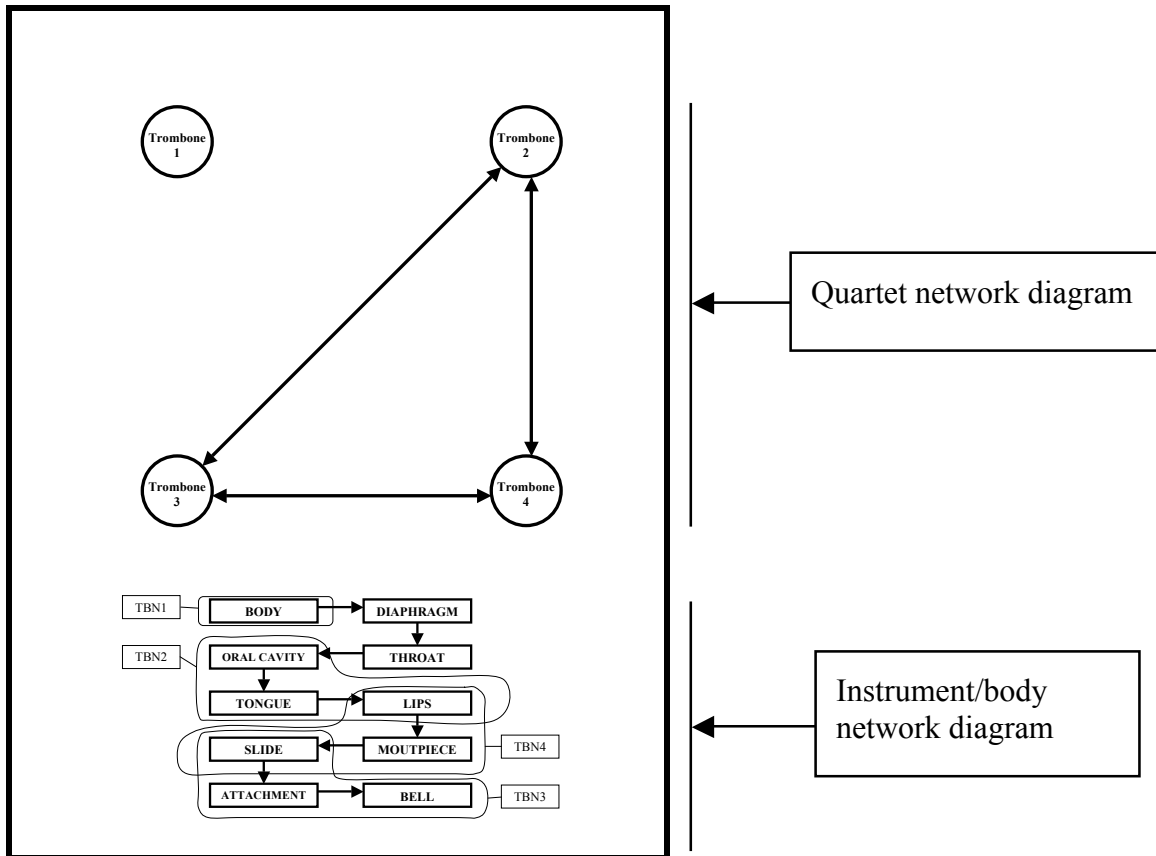 Trombone
1
Trombone
2
Quartet network diagram
Trombone
3
Trombone
4
TBN1
BODY
DIAPHRAGM
TBN2
ORAL CAVITY
THROAT
TONGUE
LIPS
SLIDE
MOUTPIECE
TBN4
ATTACHMENT
BELL
TBN3
Instrument/body
network diagram